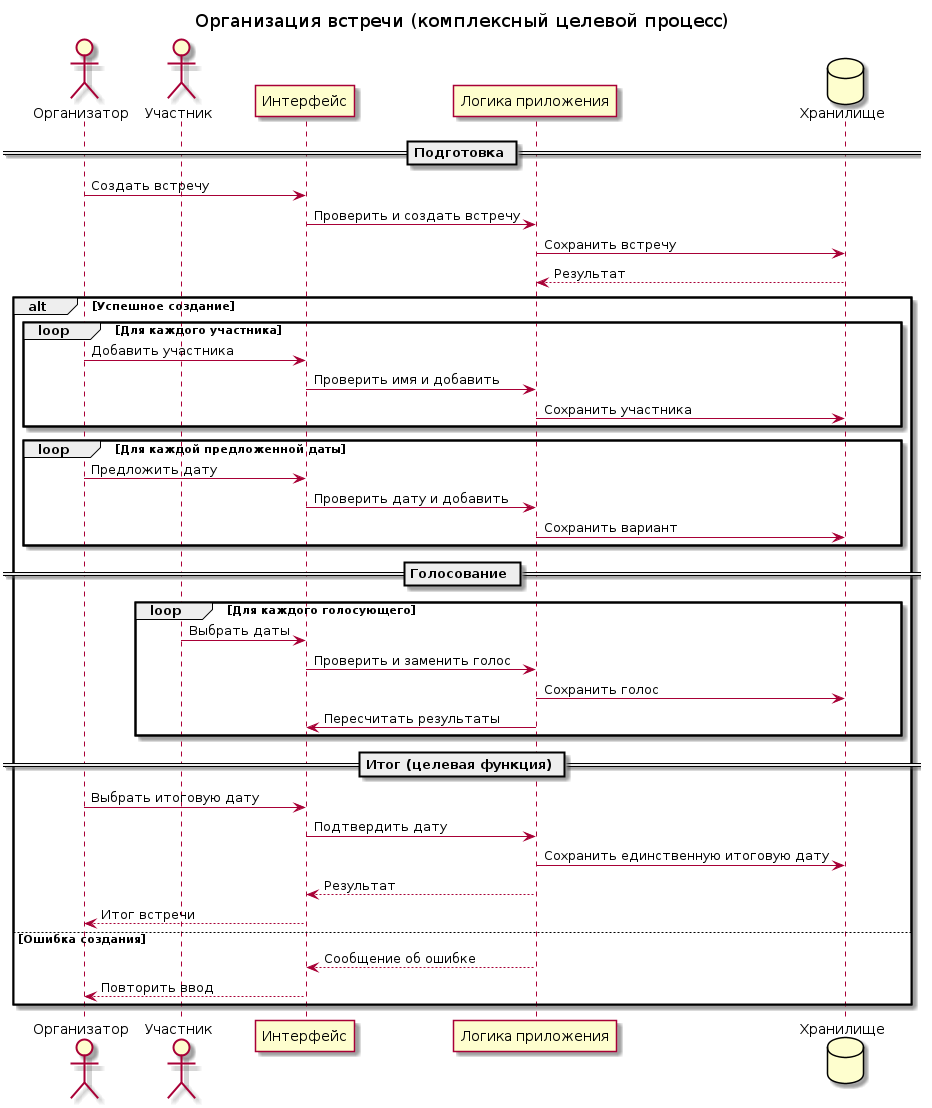 Организация встречи (комплексный целевой процесс)
Организатор
Участник
Интерфейс
Логика приложения
Хранилище
Подготовка
Создать встречу
Проверить и создать встречу
Сохранить встречу
Результат
alt [Успешное создание]
loop [Для каждого участника]
Добавить участника
Проверить имя и добавить
Сохранить участника
loop [Для каждой предложенной даты]
Предложить дату
Проверить дату и добавить
Сохранить вариант
Голосование
loop [Для каждого голосующего]
Выбрать даты
Проверить и заменить голос
Сохранить голос
Пересчитать результаты
Итог (целевая функция)
Выбрать итоговую дату
Подтвердить дату
Сохранить единственную итоговую дату
Результат
Итог встречи
[Ошибка создания]
Сообщение об ошибке
Повторить ввод
Организатор
Участник
Интерфейс
Логика приложения
Хранилище